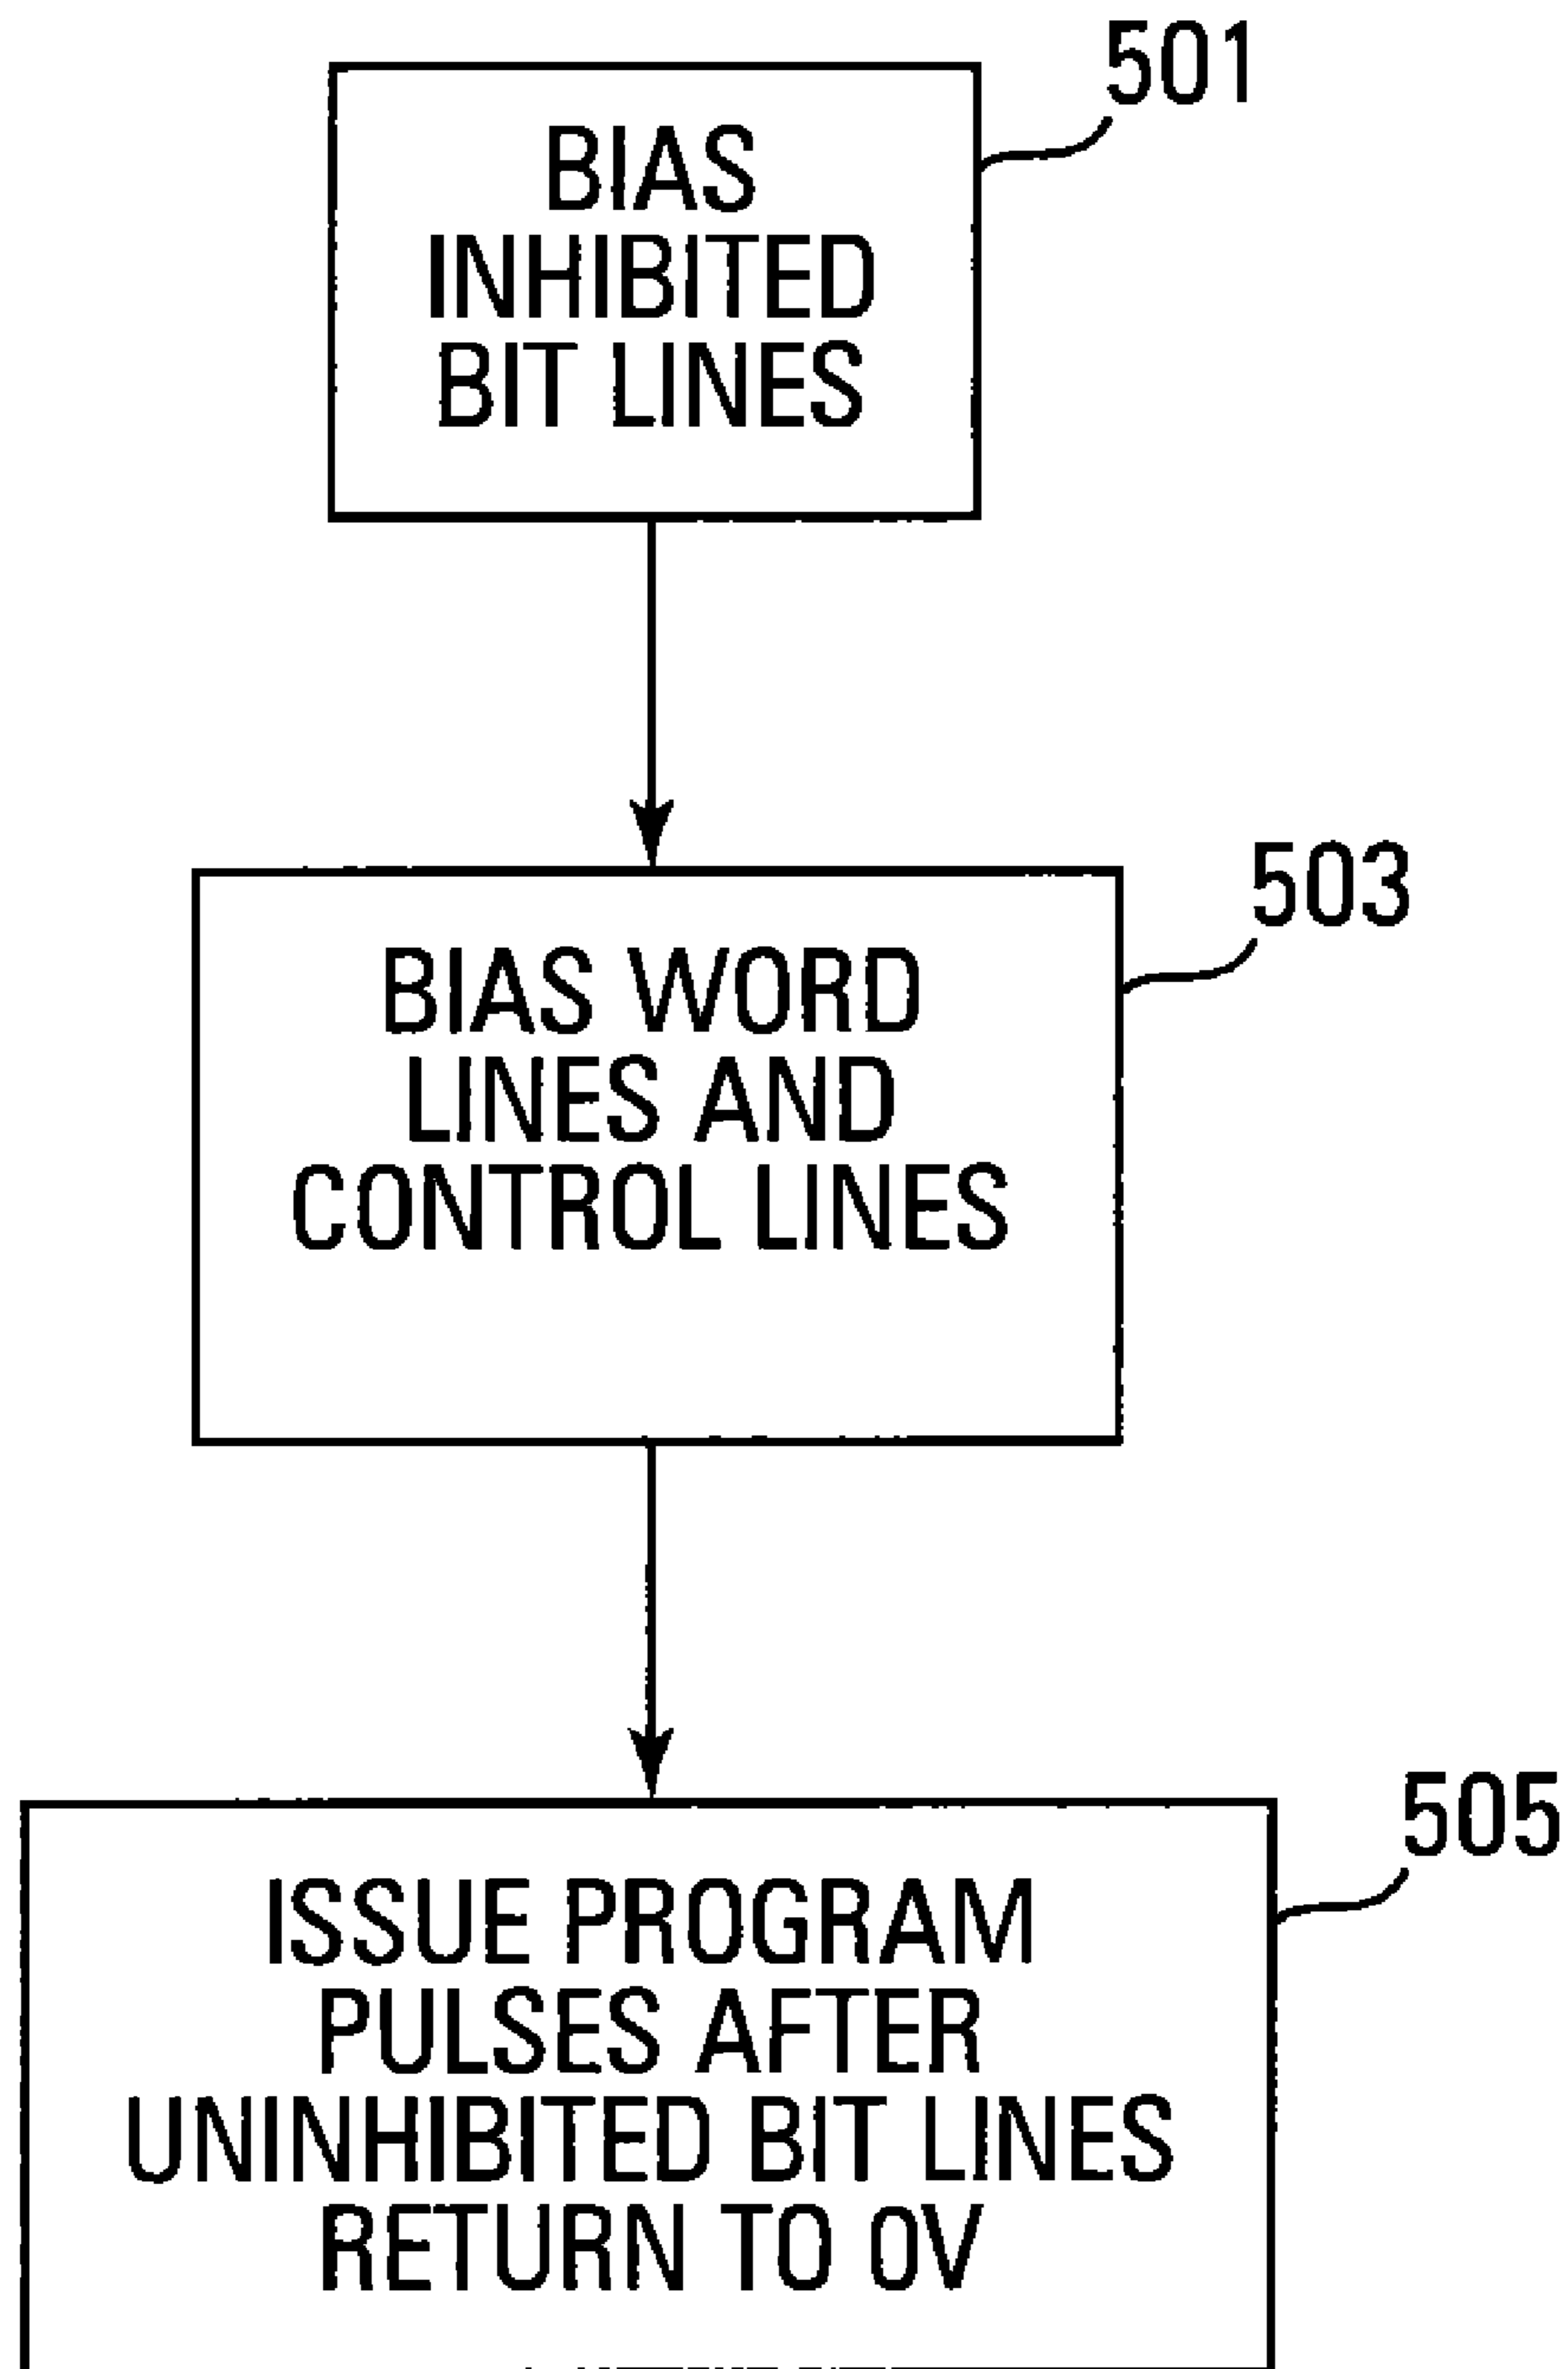 501
BIAS
INHIBITED
BIT LINES
503
BIAS WORD
LINES AND
CONTROL LINES
505
ISSUE PROGRAM
PULSES AFTER
UNINHIBITED BIT LINES
RETURN TO 0V